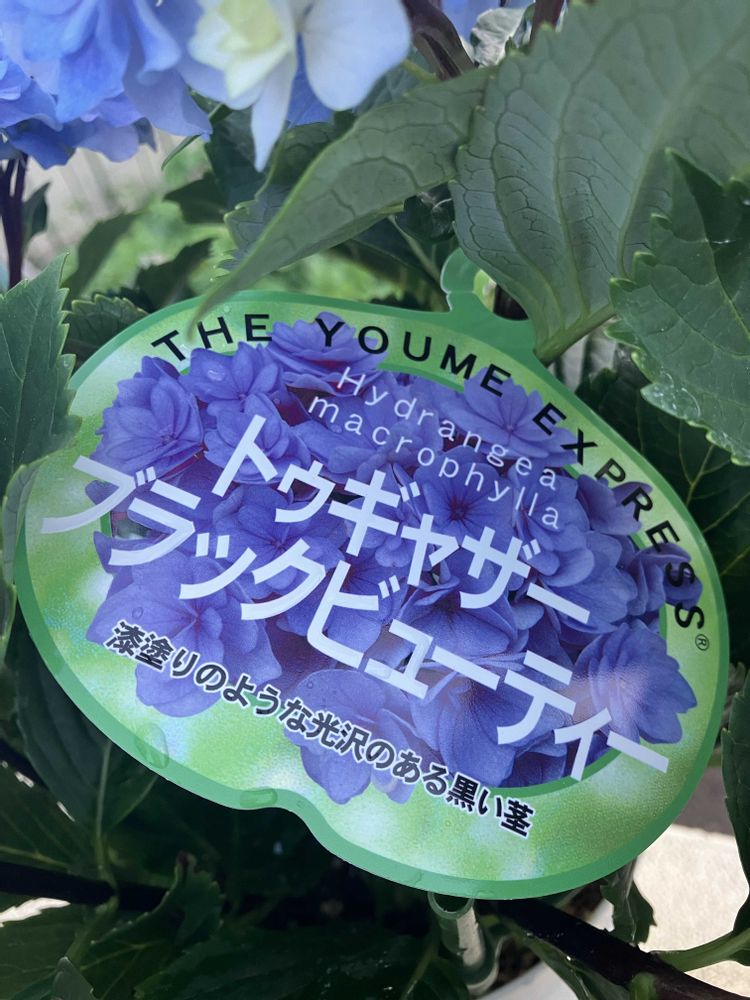 THE YOUME EXPRESS®
Hydrangea
macrophylla
トゥギャザー
ブラックビューティー
漆塗りのような光沢のある黒い茎